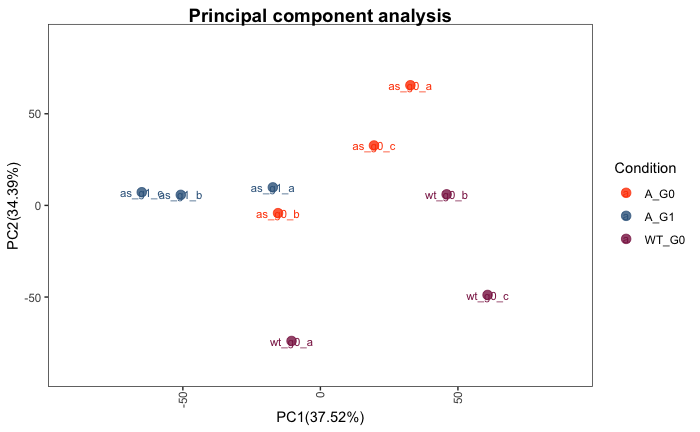 Principal component analysis
as_g0_a
as_g0_c
as_g1_c
as_g1_b
as_g1_a
wt_g0_b
as_g0_b
wt_g0_c
wt_g0_a
50
0
-50
PC2(34.39%)
-50
0
50
PC1(37.52%)
Condition
a A_G0
a A_G1
a WT_G0